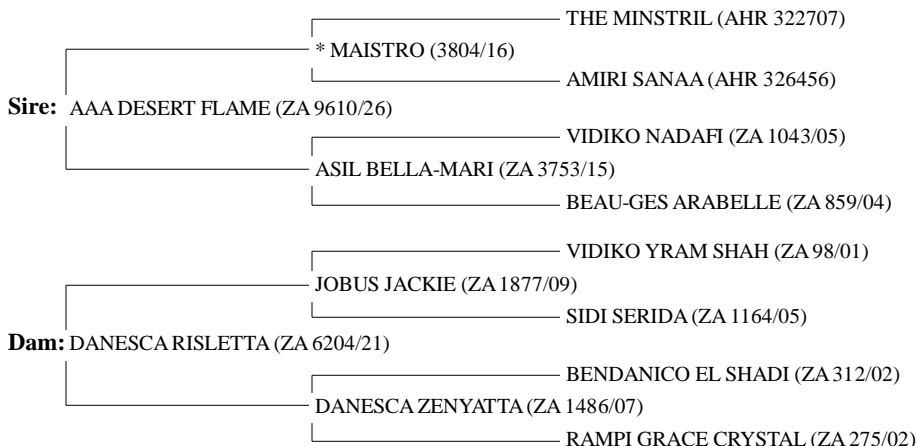 THE MINSTRIL (AHR 322707)
* MAISTRO (3804/16)
AMIRI SANAA (AHR 326456)
Sire: AAA DESERT FLAME (ZA 9610/26)
VIDIKO NADAFI (ZA 1043/05)
ASIL BELLA-MARI (ZA 3753/15)
BEAU-GES ARABELLE (ZA 859/04)
VIDIKO YRAM SHAH (ZA 98/01)
JOBUS JACKIE (ZA 1877/09)
SIDI SERIDA (ZA 1164/05)
Dam: DANESCA RISLETTA (ZA 6204/21)
BENDANICO EL SHADI (ZA 312/02)
DANESCA ZENYATTA (ZA 1486/07)
RAMPI GRACE CRYSTAL (ZA 275/02)